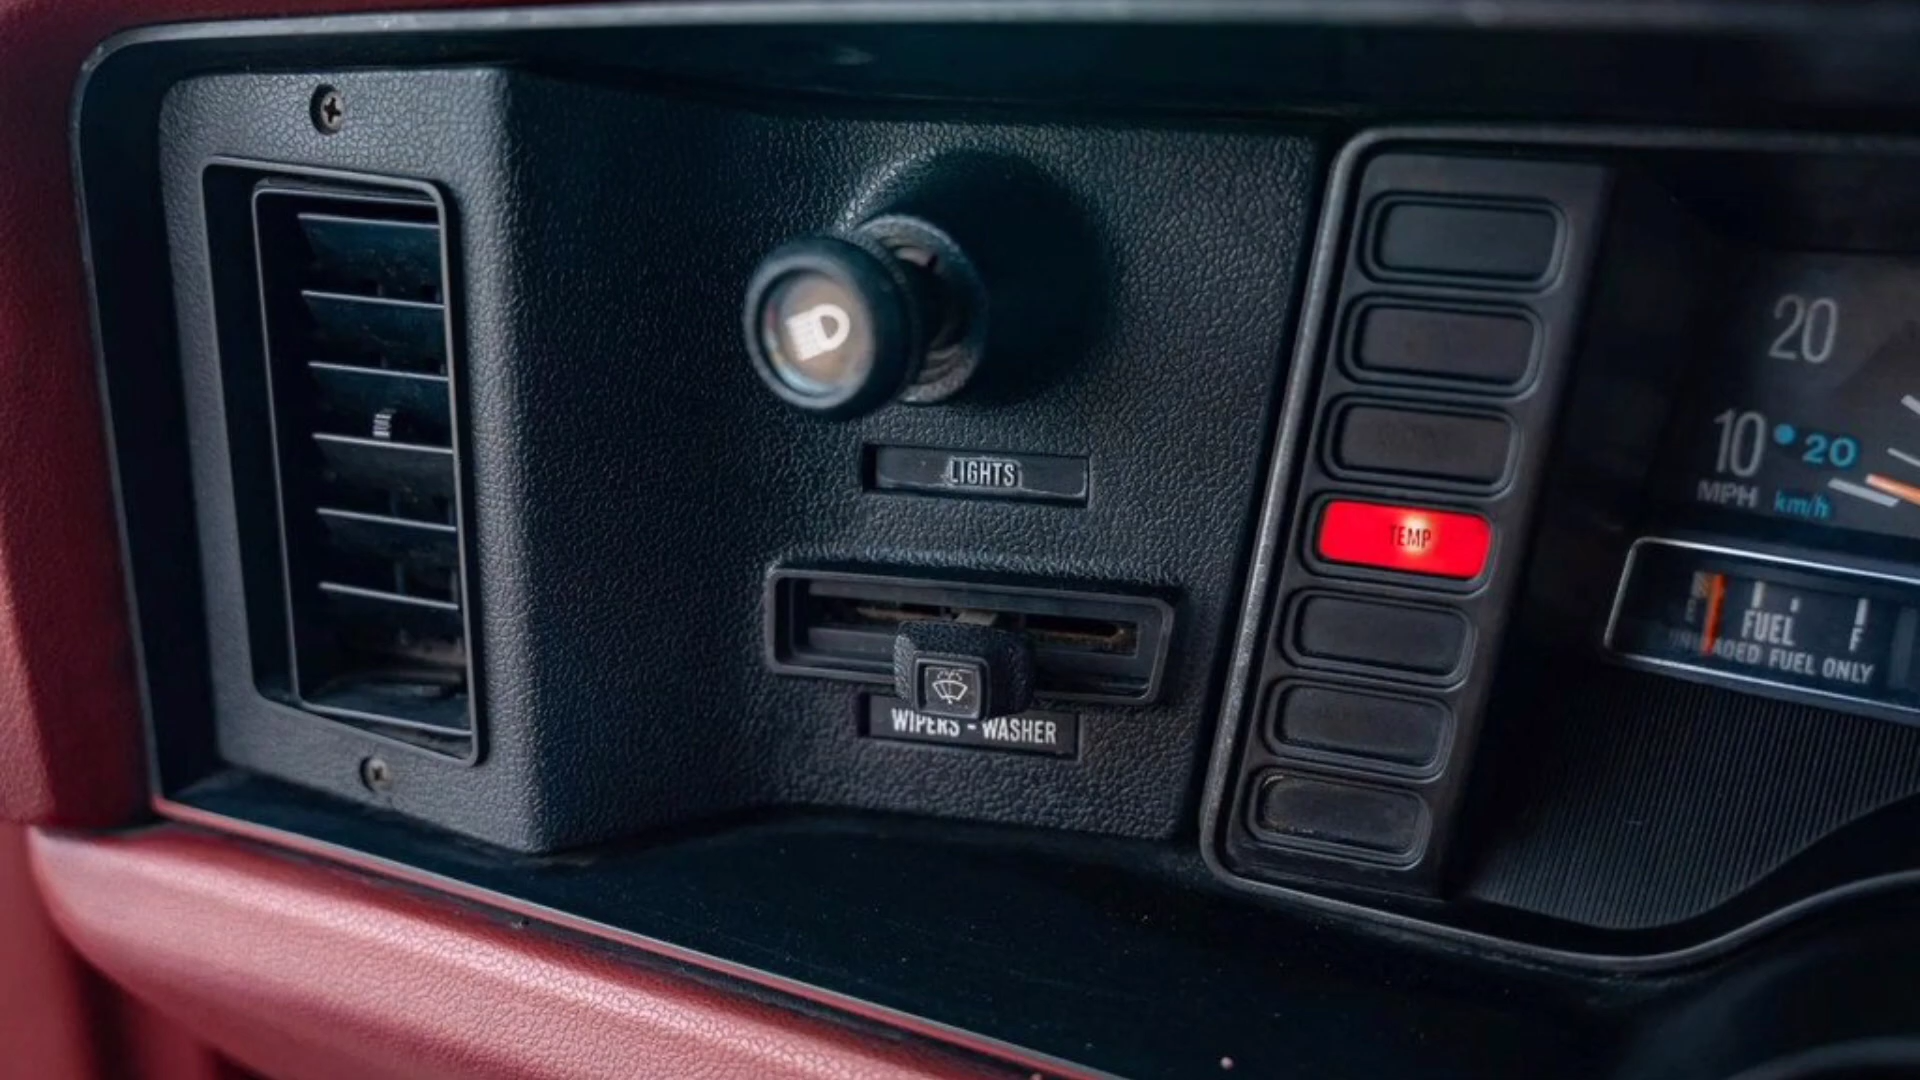 LIGHTS
WIPERS - WASHER
TEMP
20
10 20
MPH km/h
E F
FUEL
UNLEADED FUEL ONLY